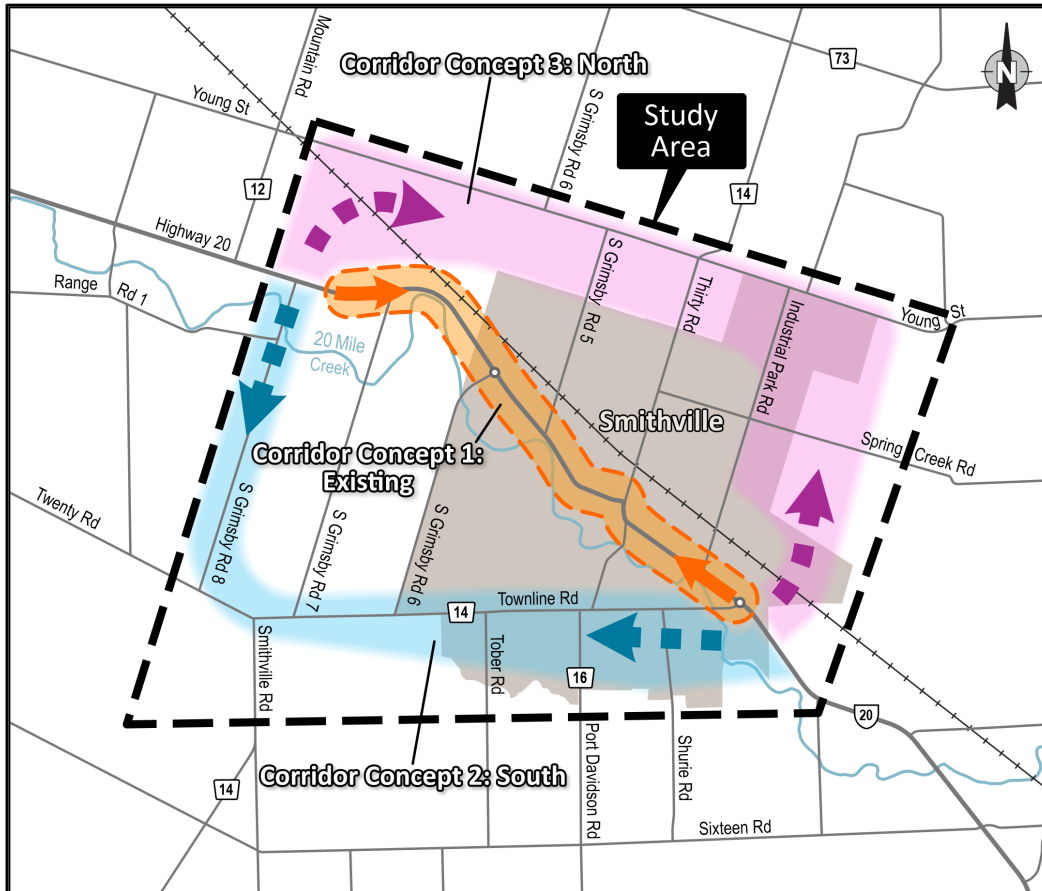 Mountain Rd
73
N
Corridor Concept 3: North
Young St
S Grimsby Rd 6
Study
Area
12
14
Highway 20
Range Rd 1
S Grimsby Rd 5
Thirty Rd
Industrial Park Rd
Young St
20 Mile
Creek
Smithville
Corridor Concept 1:
Existing
Spring Creek Rd
Twenty Rd
S Grimsby Rd 8
S Grimsby Rd 7
S Grimsby Rd 6
Townline Rd
14
Smithville Rd
Tober Rd
16
Port Davidson Rd
Shurie Rd
20
Corridor Concept 2: South
14
Sixteen Rd